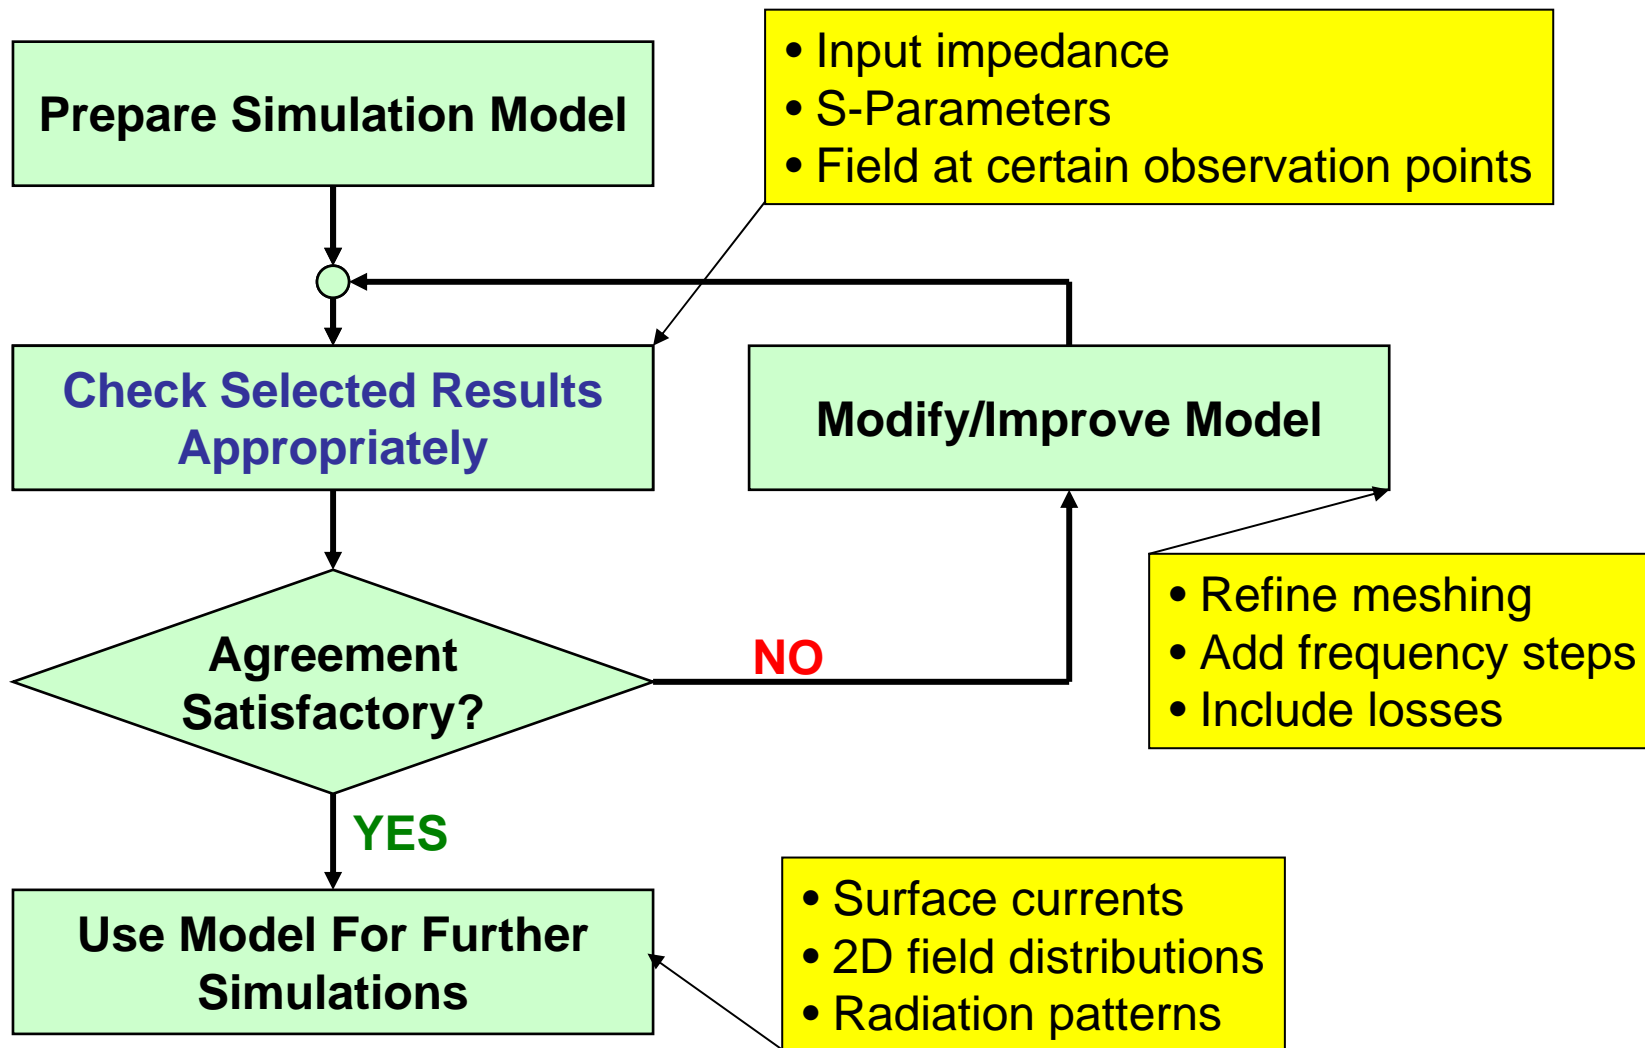 Prepare Simulation Model
• Input impedance
• S-Parameters
• Field at certain observation points
Check Selected Results
Appropriately
Modify/Improve Model
Agreement
Satisfactory?
NO
• Refine meshing
• Add frequency steps
• Include losses
YES
Use Model For Further
Simulations
• Surface currents
• 2D field distributions
• Radiation patterns